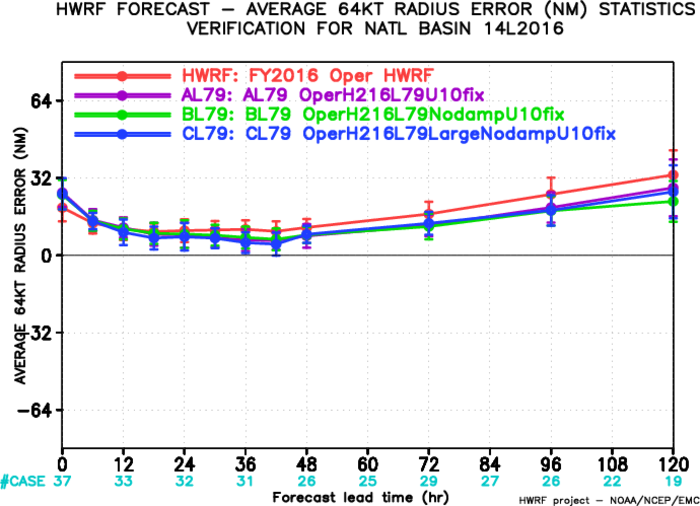 HWRF FORECAST – AVERAGE 64KT RADIUS ERROR (NM) STATISTICS
VERIFICATION FOR NATL BASIN 14L2016
HWRF: FY2016 Oper HWRF
AL79: AL79 OperH216L79U10fix
BL79: BL79 OperH216L79NodampU10fix
CL79: CL79 OperH216L79LargeNodampU10fix
AVERAGE 64KT RADIUS ERROR (NM)
64
32
0
-32
-64
0 12 24 36 48 60 72 84 96 108 120
#CASE 37 33 32 31 26 25 29 27 26 22 19
Forecast lead time (hr)
HWRF project – NOAA/NCEP/EMC